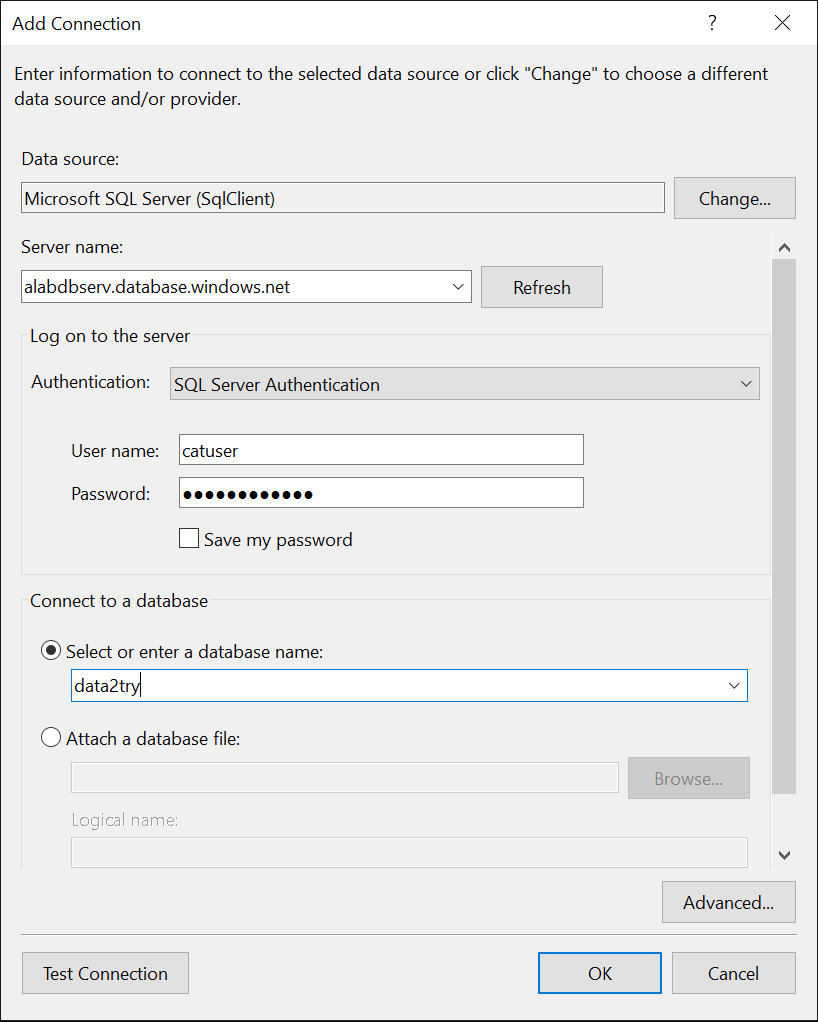 Add Connection
?
Enter information to connect to the selected data source or click "Change" to choose a different
data source and/or provider.
Data source:
Microsoft SQL Server (SqlClient)
Change...
Server name:
alabdbserv.database.windows.net
Refresh
Log on to the server
Authentication:
SQL Server Authentication
User name:
catuser
Password:
●●●●●●●●●●●●
Save my password
Connect to a database
Select or enter a database name:
data2try
Attach a database file:
Browse...
Logical name:
Advanced...
Test Connection
OK
Cancel